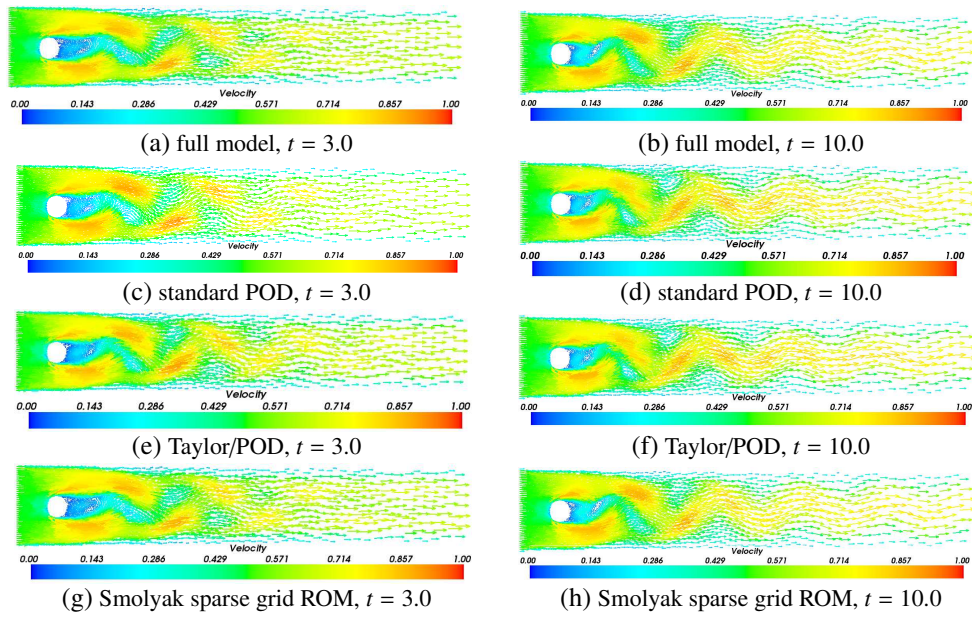 Velocity
0.00 0.143 0.286 0.429 0.571 0.714 0.857 1.00
(a) full model, t = 3.0
Velocity
0.00 0.143 0.286 0.429 0.571 0.714 0.857 1.00
(b) full model, t = 10.0
Velocity
0.00 0.143 0.286 0.429 0.571 0.714 0.857 1.00
(c) standard POD, t = 3.0
Velocity
0.00 0.143 0.286 0.429 0.571 0.714 0.857 1.00
(d) standard POD, t = 10.0
Velocity
0.00 0.143 0.286 0.429 0.571 0.714 0.857 1.00
(e) Taylor/POD, t = 3.0
Velocity
0.00 0.143 0.286 0.429 0.571 0.714 0.857 1.00
(f) Taylor/POD, t = 10.0
Velocity
0.00 0.143 0.286 0.429 0.571 0.714 0.857 1.00
(g) Smolyak sparse grid ROM, t = 3.0
Velocity
0.00 0.143 0.286 0.429 0.571 0.714 0.857 1.00
(h) Smolyak sparse grid ROM, t = 10.0